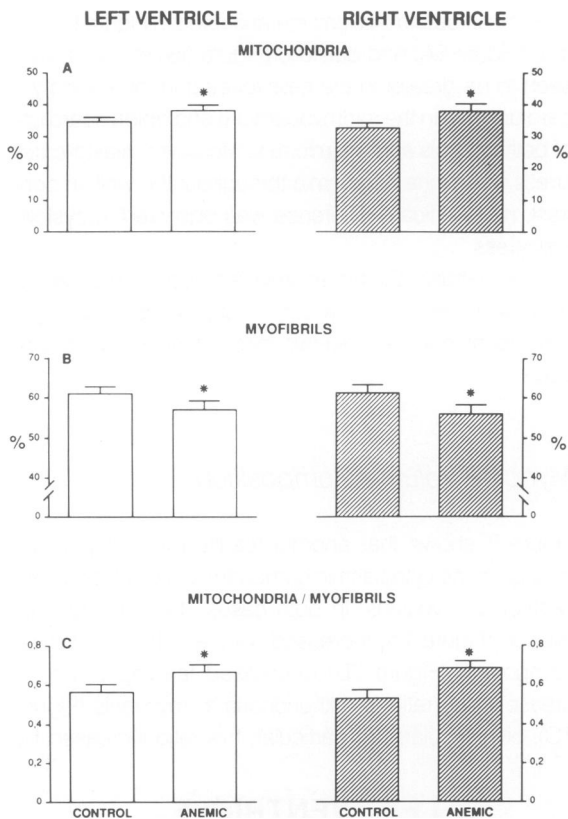 LEFT VENTRICLE RIGHT VENTRICLE
MITOCHONDRIA
A
50 50
* *
40 40
30 30
% %
20 20
10 10
0 0
MYOFIBRILS
70 70
B
60 * * 60
% 50 50 %
40 40
0 0
MITOCHONDRIA / MYOFIBRILS
0,8 C * * 0,8
0,6 0,6
0,4 0,4
0,2 0,2
0 0
CONTROL ANEMIC CONTROL ANEMIC